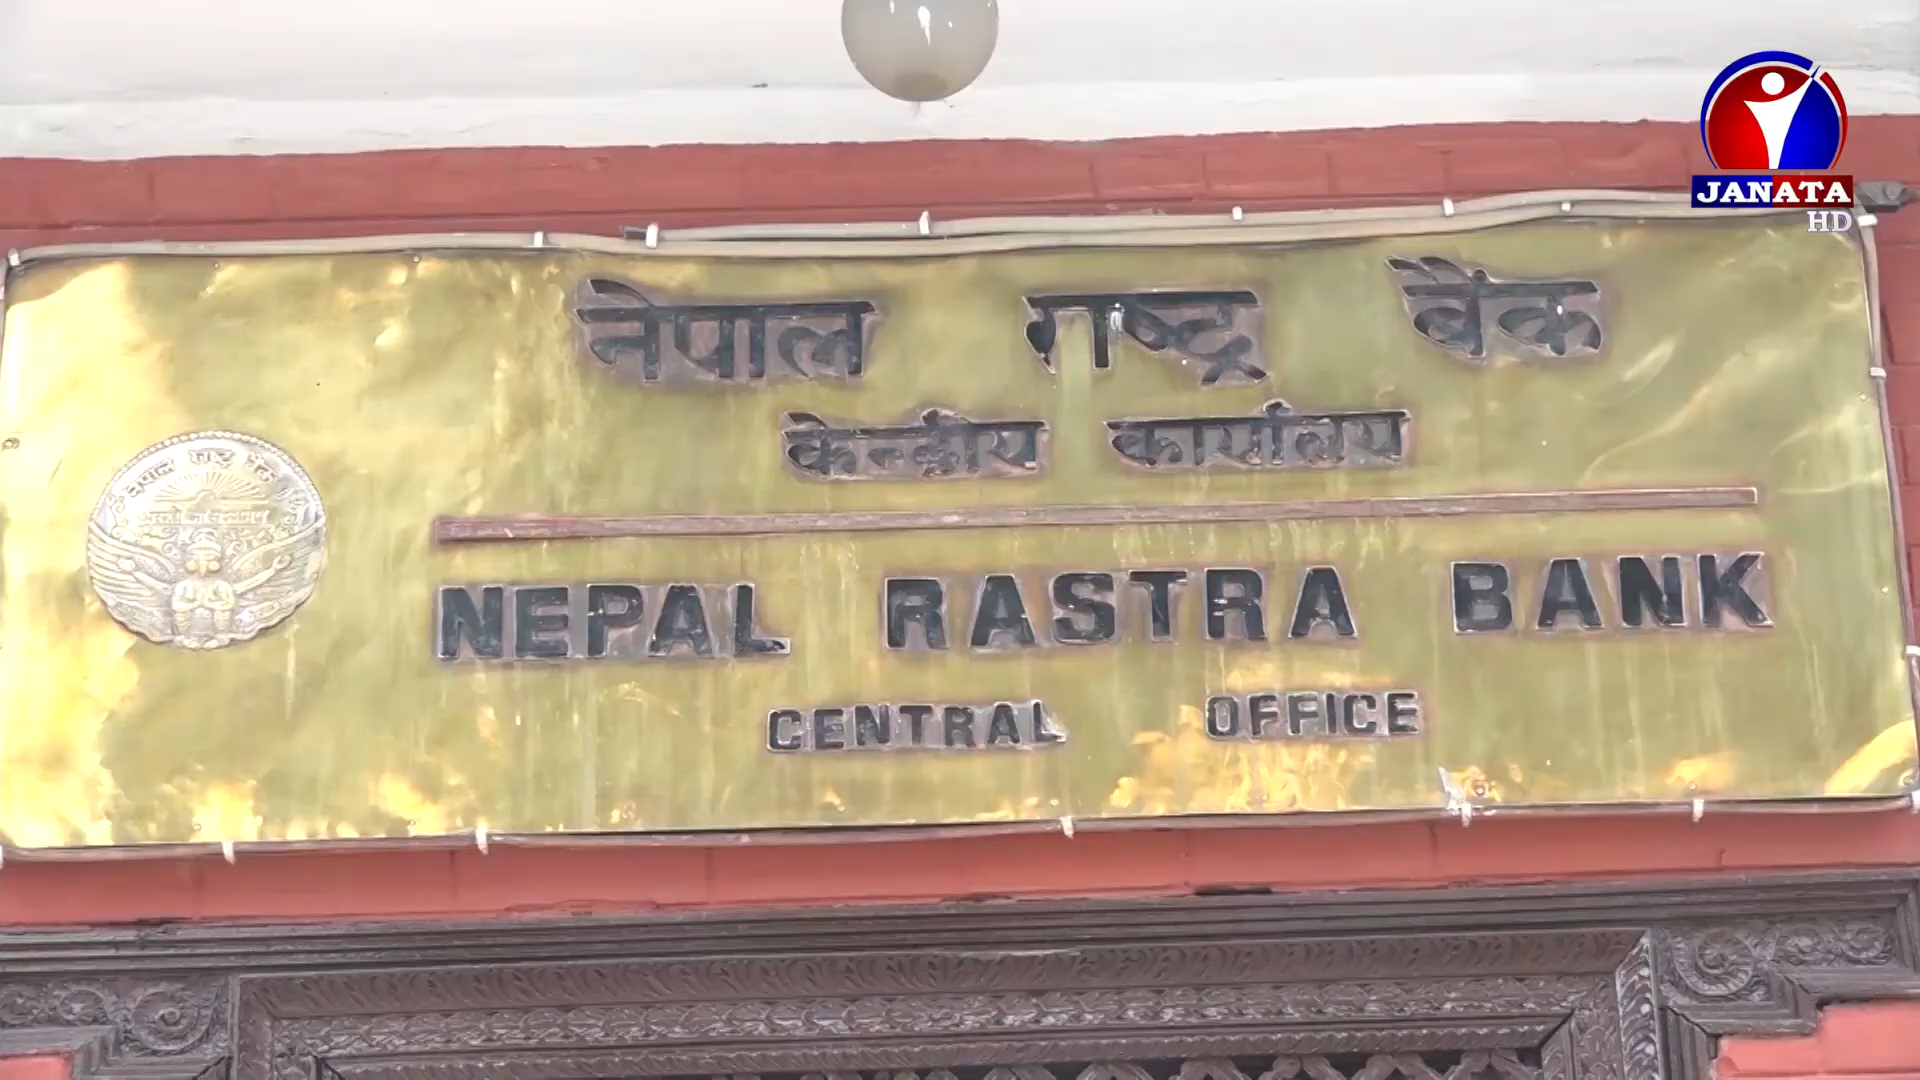 JANATA
HD
नेपाल राष्ट्र बैंक
केन्द्रीय कार्यालय
नेपाल राष्ट्र बैंक
NEPAL RASTRA BANK
CENTRAL OFFICE